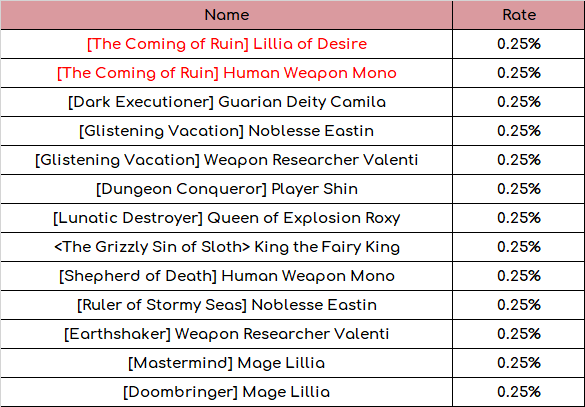 Name Rate
[The Coming of Ruin] Lillia of Desire 0.25%
[The Coming of Ruin] Human Weapon Mono 0.25%
[Dark Executioner] Guarian Deity Camila 0.25%
[Glistening Vacation] Noblesse Eastin 0.25%
[Glistening Vacation] Weapon Researcher Valenti 0.25%
[Dungeon Conqueror] Player Shin 0.25%
[Lunatic Destroyer] Queen of Explosion Roxy 0.25%
<The Grizzly Sin of Sloth> King the Fairy King 0.25%
[Shepherd of Death] Human Weapon Mono 0.25%
[Ruler of Stormy Seas] Noblesse Eastin 0.25%
[Earthshaker] Weapon Researcher Valenti 0.25%
[Mastermind] Mage Lillia 0.25%
[Doombringer] Mage Lillia 0.25%